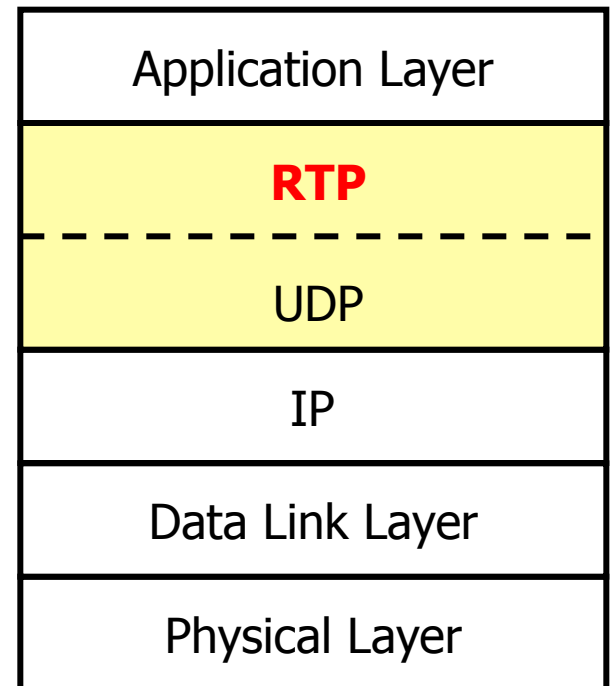 Application Layer
RTP
UDP
IP
Data Link Layer
Physical Layer